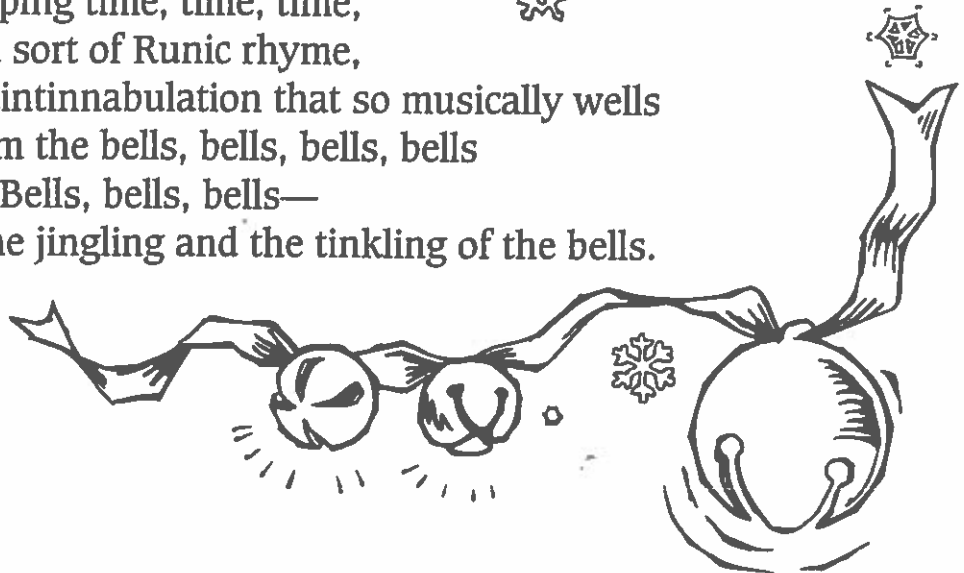 ping time, time, time,
sort of Runic rhyme,
intinnabulation that so musically wells
m the bells, bells, bells, bells
Bells, bells, bells—
e jingling and the tinkling of the bells.